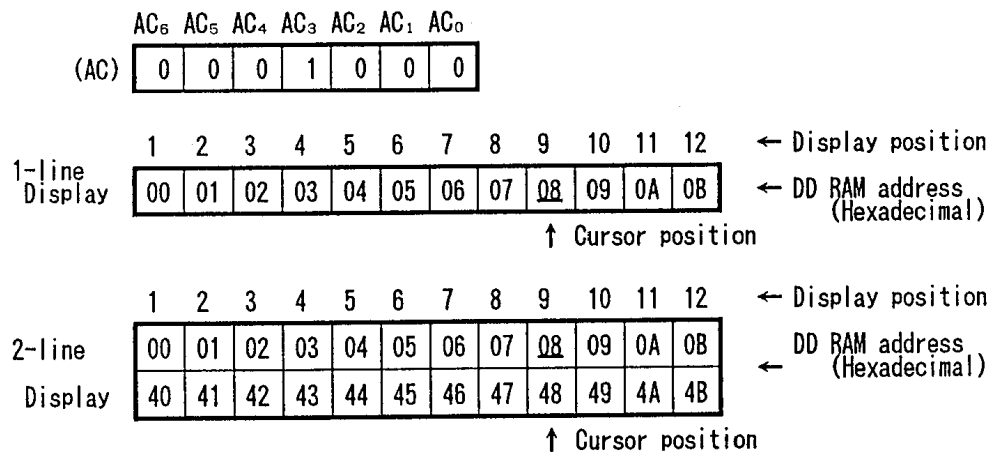 AC₆ AC₅ AC₄ AC₃ AC₂ AC₁ AC₀
(AC) 0 0 0 1 0 0 0
1 2 3 4 5 6 7 8 9 10 11 12 ← Display position
1-line
Display 00 01 02 03 04 05 06 07 08 09 0A 0B ← DD RAM address
(Hexadecimal)
↑ Cursor position
1 2 3 4 5 6 7 8 9 10 11 12 ← Display position
2-line 00 01 02 03 04 05 06 07 08 09 0A 0B DD RAM address
← (Hexadecimal)
Display 40 41 42 43 44 45 46 47 48 49 4A 4B
↑ Cursor position